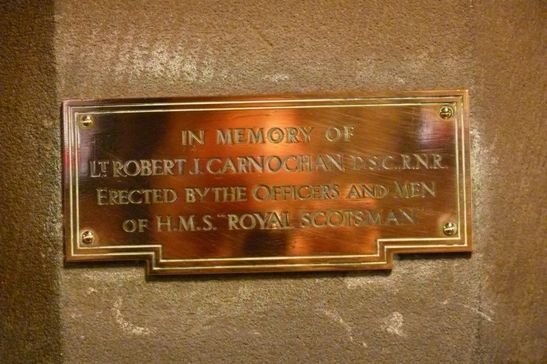 IN MEMORY OF
LT ROBERT J. CARNOCHAN, D.S.C., R.N.R.
ERECTED BY THE OFFICERS AND MEN
OF H.M.S. "ROYAL SCOTSMAN"